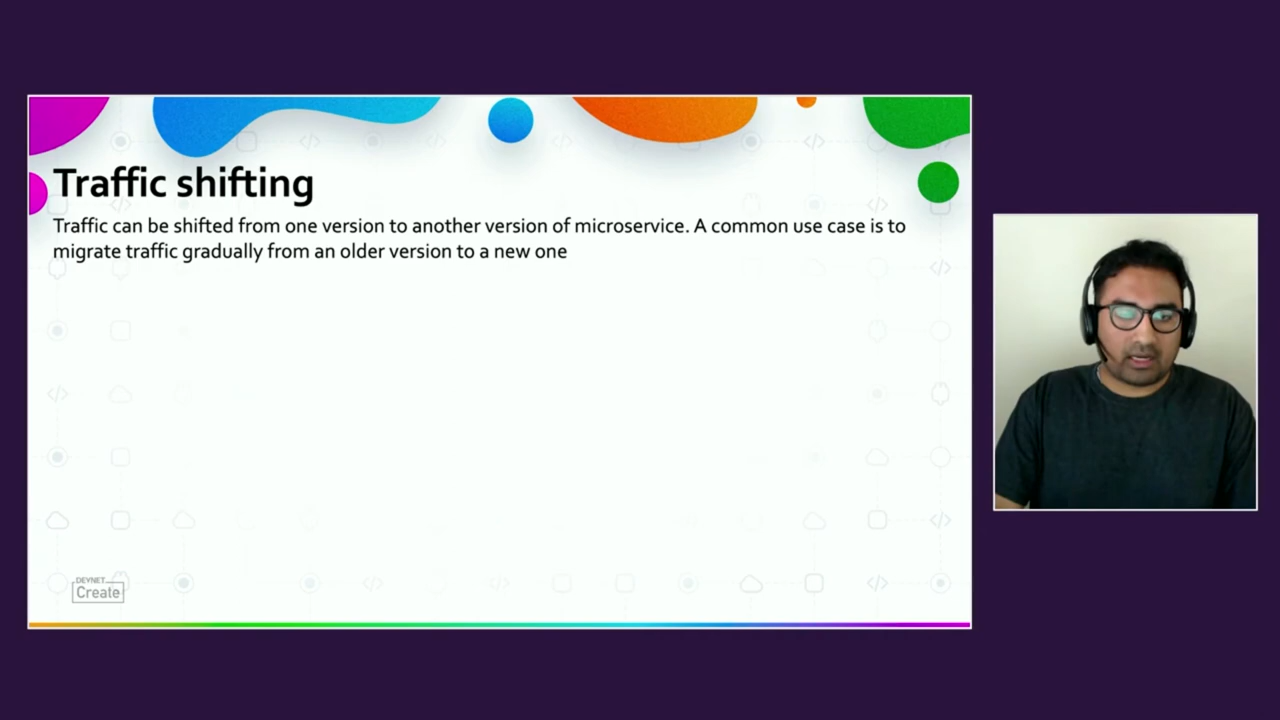 Traffic shifting
Traffic can be shifted from one version to another version of microservice. A common use case is to
migrate traffic gradually from an older version to a new one
DEVNET
Create